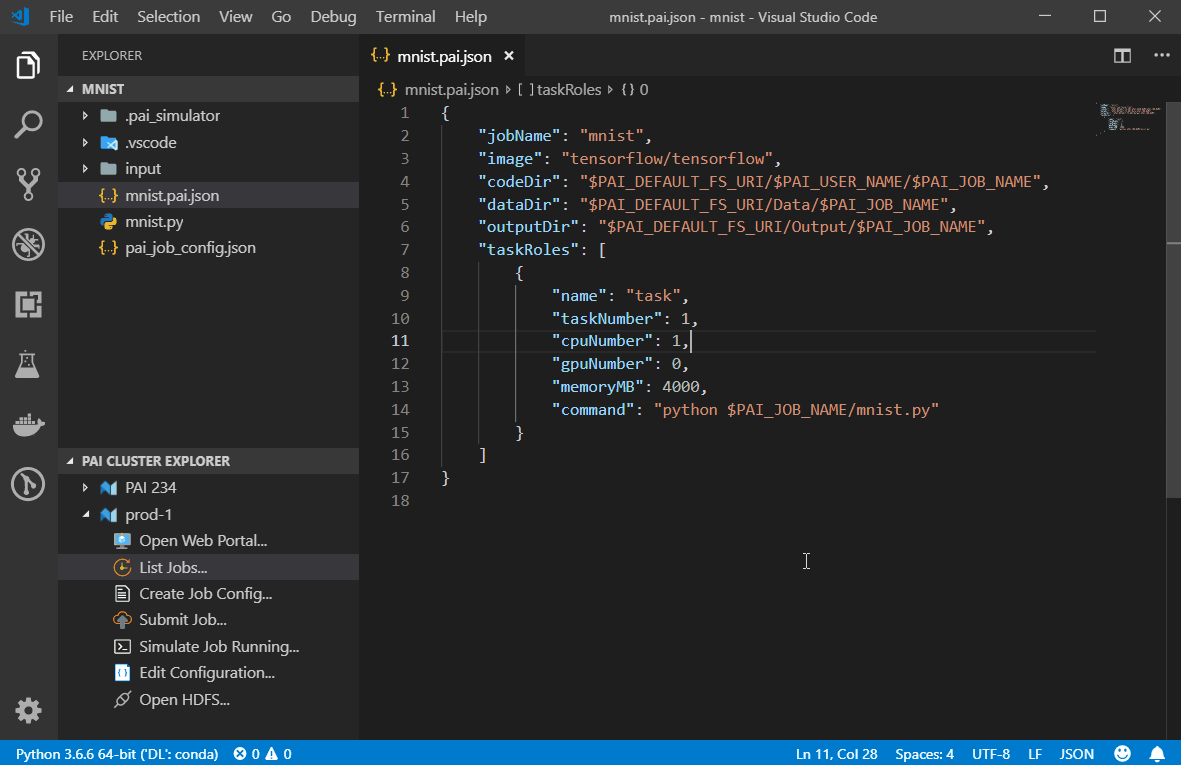 File Edit Selection View Go Debug Terminal Help mnist.pai.json - mnist - Visual Studio Code
EXPLORER
MNIST
.pai_simulator
.vscode
input
{..} mnist.pai.json
mnist.py
{..} pai_job_config.json
PAI CLUSTER EXPLORER
PAI 234
prod-1
Open Web Portal...
List Jobs...
Create Job Config...
Submit Job...
Simulate Job Running...
Edit Configuration...
Open HDFS...
{..} mnist.pai.json ×
{..} mnist.pai.json ▸ [ ] taskRoles ▸ {} 0
1 {
2 "jobName": "mnist",
3 "image": "tensorflow/tensorflow",
4 "codeDir": "$PAI_DEFAULT_FS_URI/$PAI_USER_NAME/$PAI_JOB_NAME",
5 "dataDir": "$PAI_DEFAULT_FS_URI/Data/$PAI_JOB_NAME",
6 "outputDir": "$PAI_DEFAULT_FS_URI/Output/$PAI_JOB_NAME",
7 "taskRoles": [
8 {
9 "name": "task",
10 "taskNumber": 1,
11 "cpuNumber": 1,
12 "gpuNumber": 0,
13 "memoryMB": 4000,
14 "command": "python $PAI_JOB_NAME/mnist.py"
15 }
16 ]
17 }
18
Python 3.6.6 64-bit ('DL': conda) 0 0 Ln 11, Col 28 Spaces: 4 UTF-8 LF JSON